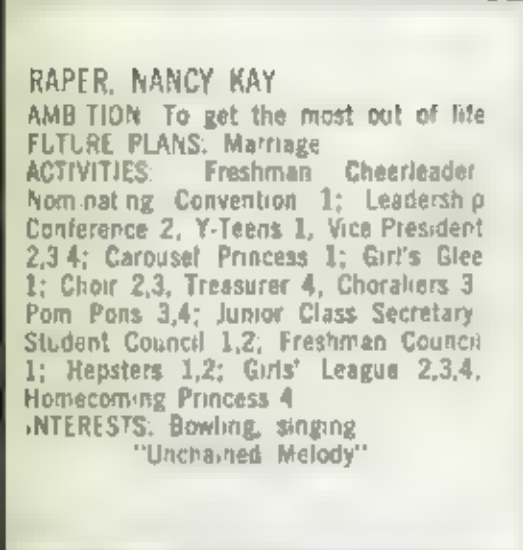 RAPER, NANCY KAY
AMBITION To get the most out of life
FUTURE PLANS: Marriage
ACTIVITIES: Freshman Cheerleader
Nominating Convention 1; Leadership
Conference 2, Y-Teens 1, Vice President
2,3 4; Carousel Princess 1; Girl's Glee
1; Choir 2,3, Treasurer 4, Choraliers 3
Pom Pons 3,4; Junior Class Secretary
Student Council 1,2; Freshman Council
1; Hepsters 1,2; Girls' League 2,3,4,
Homecoming Princess 4
INTERESTS: Bowling, singing
"Unchained Melody"